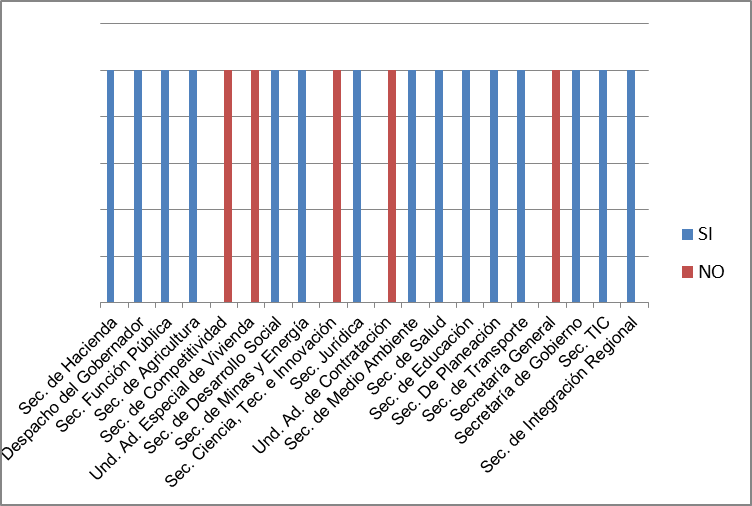 Sec. de Hacienda
Despacho del Gobernador
Sec. Función Pública
Sec. de Agricultura
Sec. de Competitividad
Und. Ad. Especial de Vivienda
Sec. de Desarrollo Social
Sec. de Minas y Energía
Sec. Ciencia, Tec. e Innovación
Sec. Jurídica
Und. Ad. de Contratación
Sec. de Medio Ambiente
Sec. de Salud
Sec. de Educación
Sec. De Planeación
Sec. de Transporte
Secretaría General
Secretaría de Gobierno
Sec. TIC
Sec. de Integración Regional
SI
NO